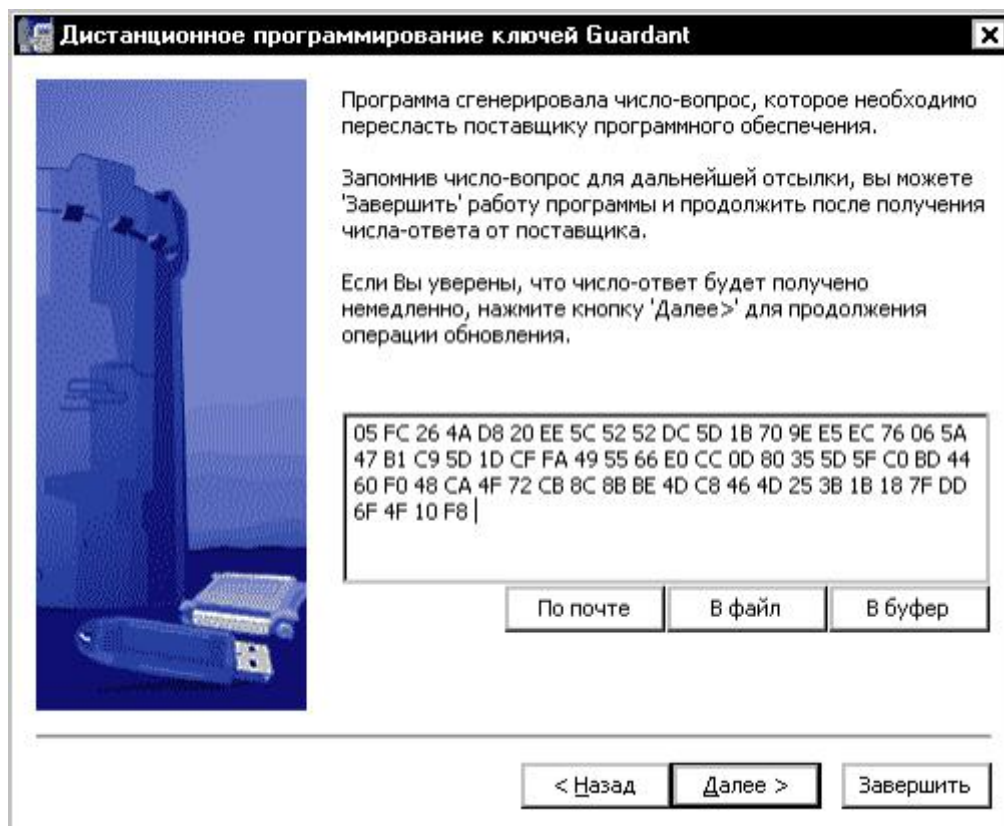 Дистанционное программирование ключей Guardant
Программа сгенерировала число-вопрос, которое необходимо
переслать поставщику программного обеспечения.
Запомнив число-вопрос для дальнейшей отсылки, вы можете
'Завершить' работу программы и продолжить после получения
числа-ответа от поставщика.
Если Вы уверены, что число-ответ будет получено
немедленно, нажмите кнопку 'Далее>' для продолжения
операции обновления.
05 FC 26 4A D8 20 EE 5C 52 52 DC 5D 1B 70 9E E5 EC 76 06 5A
47 B1 C9 5D 1D CF FA 49 55 66 E0 CC 0D 80 35 5D 5F C0 BD 44
60 F0 48 CA 4F 72 CB 8C 8B BE 4D C8 46 4D 25 3B 1B 18 7F DD
6F 4F 10 F8
По почте В файл В буфер
< Назад Далее > Завершить